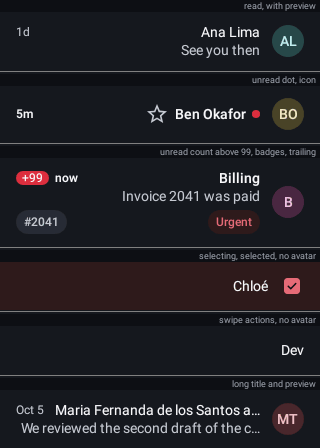 read, with preview
1d Ana Lima AL
See you then
unread dot, icon
5m Ben Okafor BO
unread count above 99, badges, trailing
+99 now Billing
Invoice 2041 was paid B
#2041 Urgent
selecting, selected, no avatar
Chloé
swipe actions, no avatar
Dev
long title and preview
Oct 5 Maria Fernanda de los Santos a…
We reviewed the second draft of the c… MT